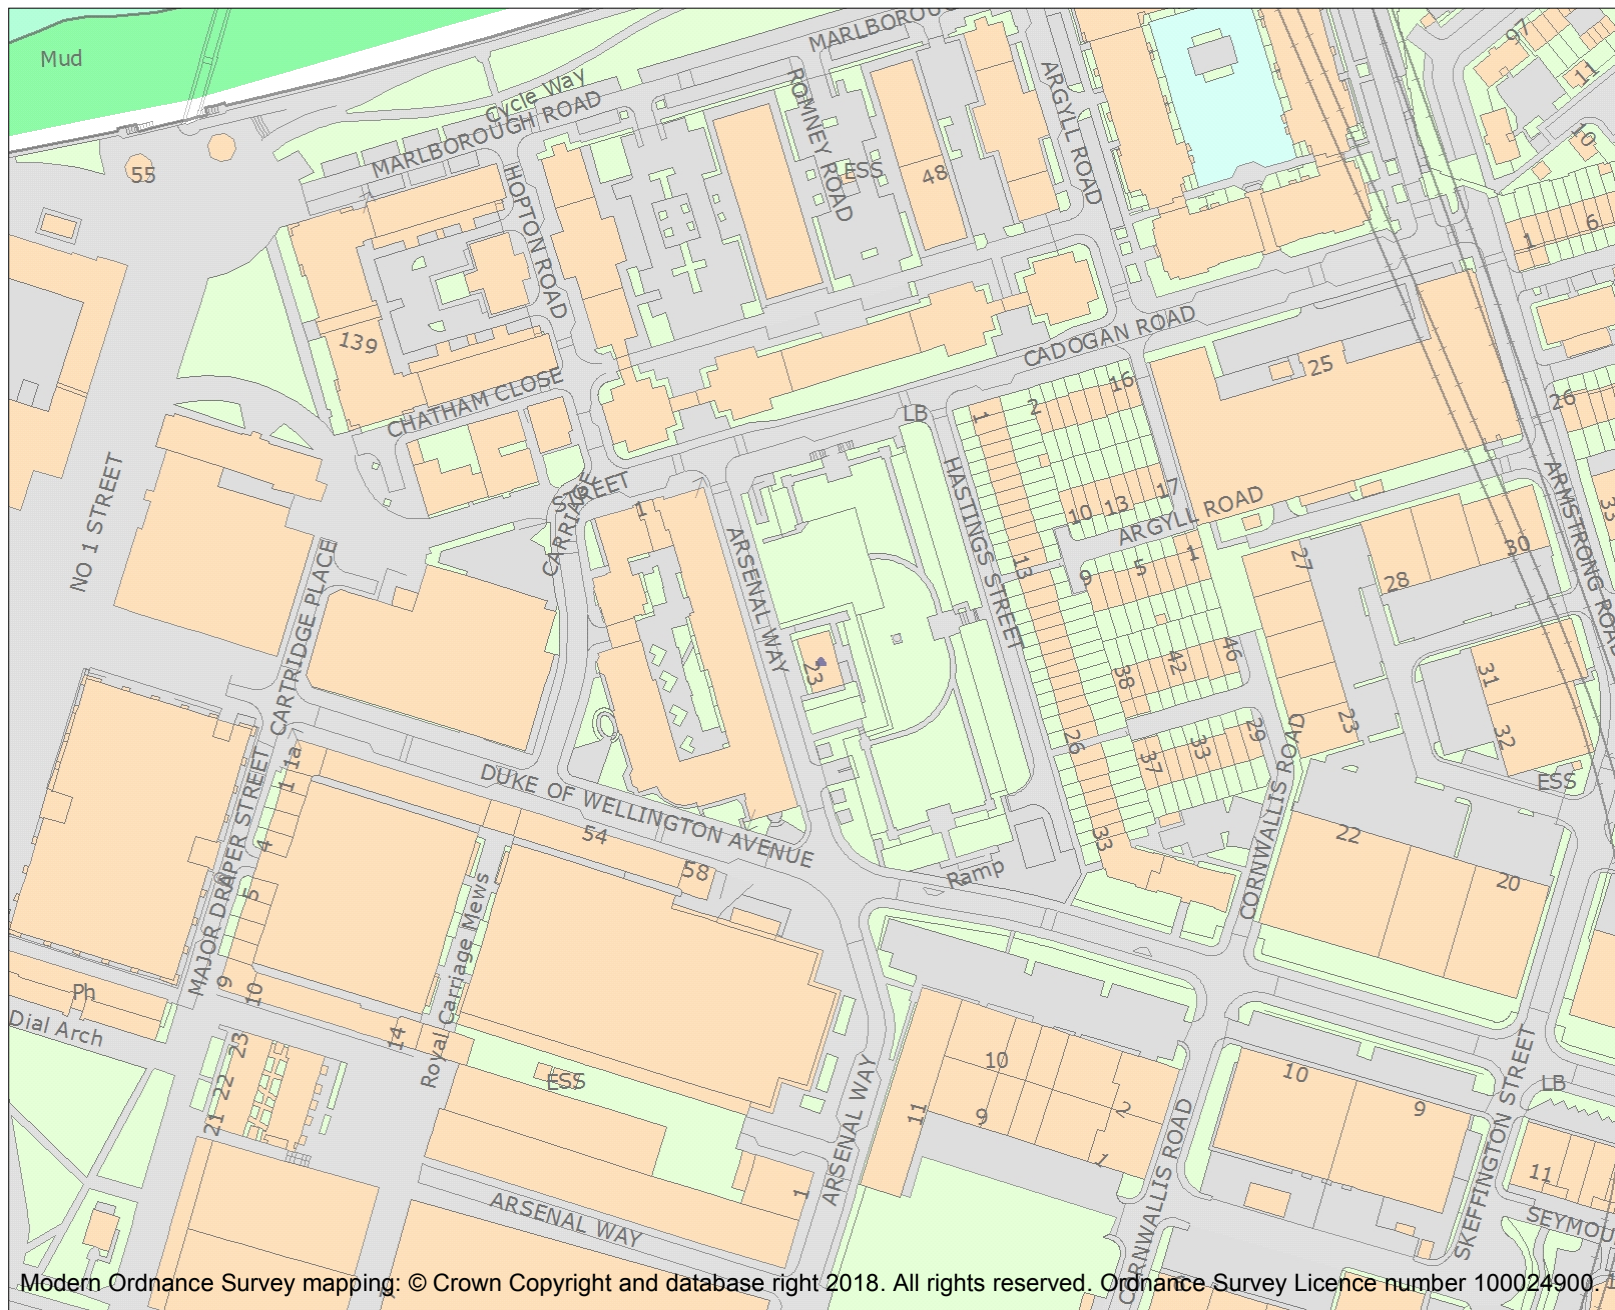 Mud
Cycle Way
MARLBOROUGH ROAD
MARLBOROUG
ROMNEY ROAD
ARGYLL ROAD
97
11
10
55
HOPTON ROAD
ESS
48
6
1
139
CHATHAM CLOSE
CADOGAN ROAD
25
26
LB
1
2
16
NO 1 STREET
CARRIAGE
STREET
1
ARSENAL WAY
HASTINGS STREET
10
13
17
ARGYLL ROAD
ARMSTRONG ROAD
33
30
28
27
13
9
5
1
CARTRIDGE PLACE
23
38
42
46
31
32
23
26
37
33
29
CORNWALLIS ROAD
ESS
1a
1
4
5
9
10
MAJOR DRAPER STREET
DUKE OF WELLINGTON AVENUE
54
58
Ramp
33
22
20
Royal Carriage Mews
Ph
Dial Arch
14
23
22
21
ESS
ARSENAL WAY
10
9
11
2
1
CORNWALLIS ROAD
10
9
SKEFFINGTON STREET
LB
11
SEYMOU
1
ARSENAL WAY
Modern Ordnance Survey mapping: © Crown Copyright and database right 2018. All rights reserved. Ordnance Survey Licence number 100024900.